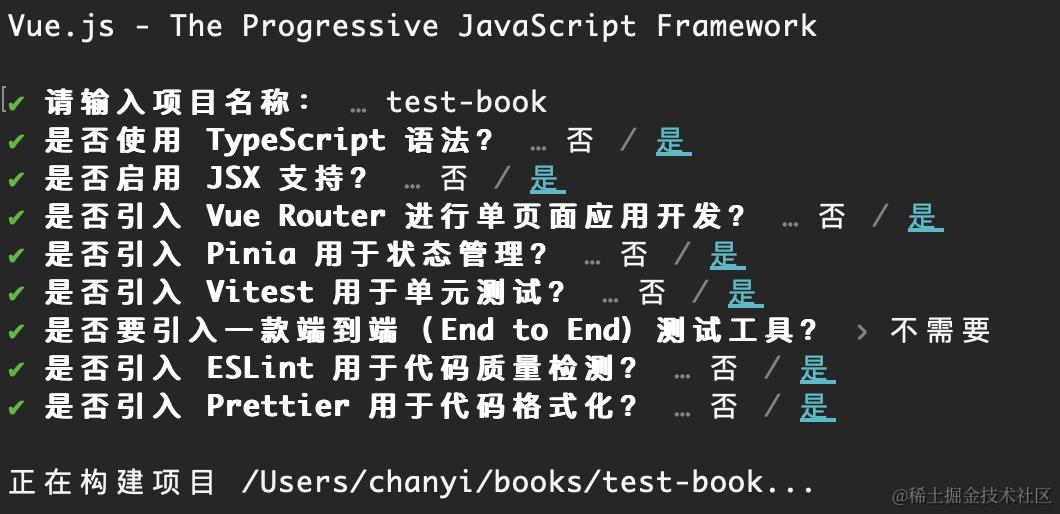 Vue.js - The Progressive JavaScript Framework
✔ 请输入项目名称： … test-book
✔ 是否使用 TypeScript 语法？ … 否 / 是
✔ 是否启用 JSX 支持？ … 否 / 是
✔ 是否引入 Vue Router 进行单页面应用开发？ … 否 / 是
✔ 是否引入 Pinia 用于状态管理？ … 否 / 是
✔ 是否引入 Vitest 用于单元测试？ … 否 / 是
✔ 是否要引入一款端到端（End to End）测试工具？ › 不需要
✔ 是否引入 ESLint 用于代码质量检测？ … 否 / 是
✔ 是否引入 Prettier 用于代码格式化？ … 否 / 是
正在构建项目 /Users/chanyi/books/test-book...
@稀土掘金技术社区